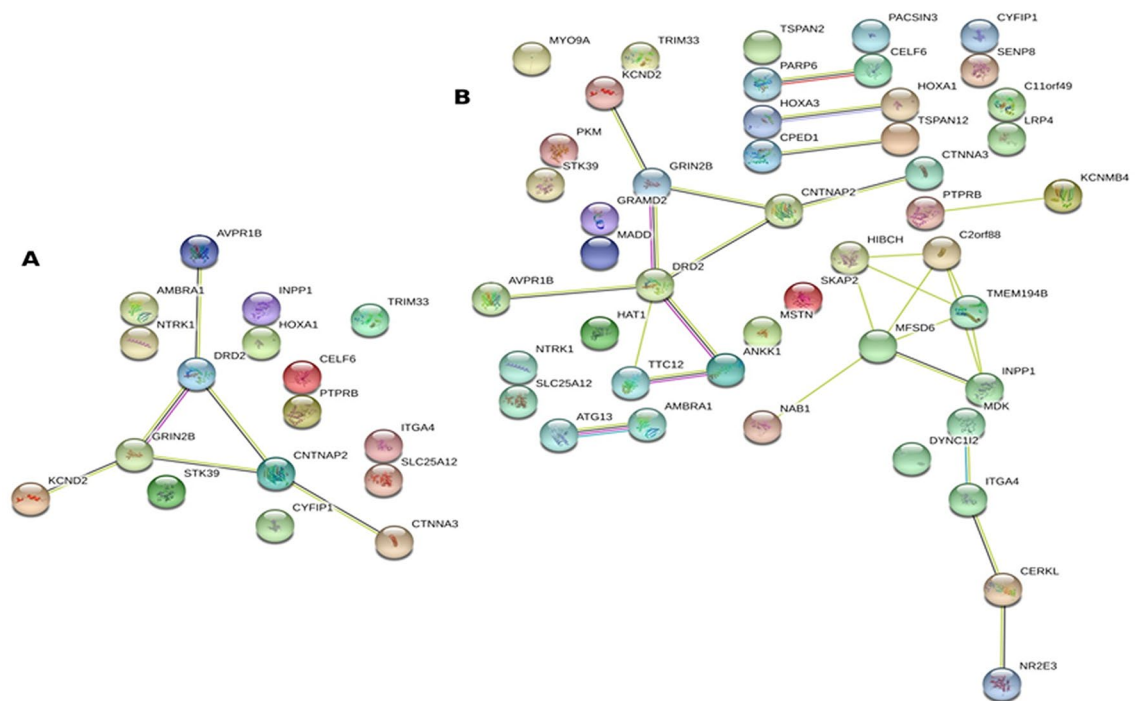 A
AVPR1B
AMBRA1
INPP1
NTRK1
HOXA1
TRIM33
DRD2
CELF6
PTPRB
GRIN2B
ITGA4
CNTNAP2
SLC25A12
KCND2
STK39
CYFIP1
CTNNA3
B
MYO9A
TRIM33
KCND2
TSPAN2
PACSIN3
CYFIP1
PARP6
CELF6
SENP8
HOXA3
HOXA1
C11orf49
CPED1
TSPAN12
LRP4
PKM
STK39
GRIN2B
CNTNAP2
CTNNA3
PTPRB
KCNMB4
GRAMD2
MADD
DRD2
AVPR1B
HIBCH
C2orf88
SKAP2
MSTN
TMEM194B
HAT1
MFSD6
NTRK1
TTC12
ANKK1
INPP1
SLC25A12
ATG13
AMBRA1
NAB1
MDK
DYNC1I2
ITGA4
CERKL
NR2E3